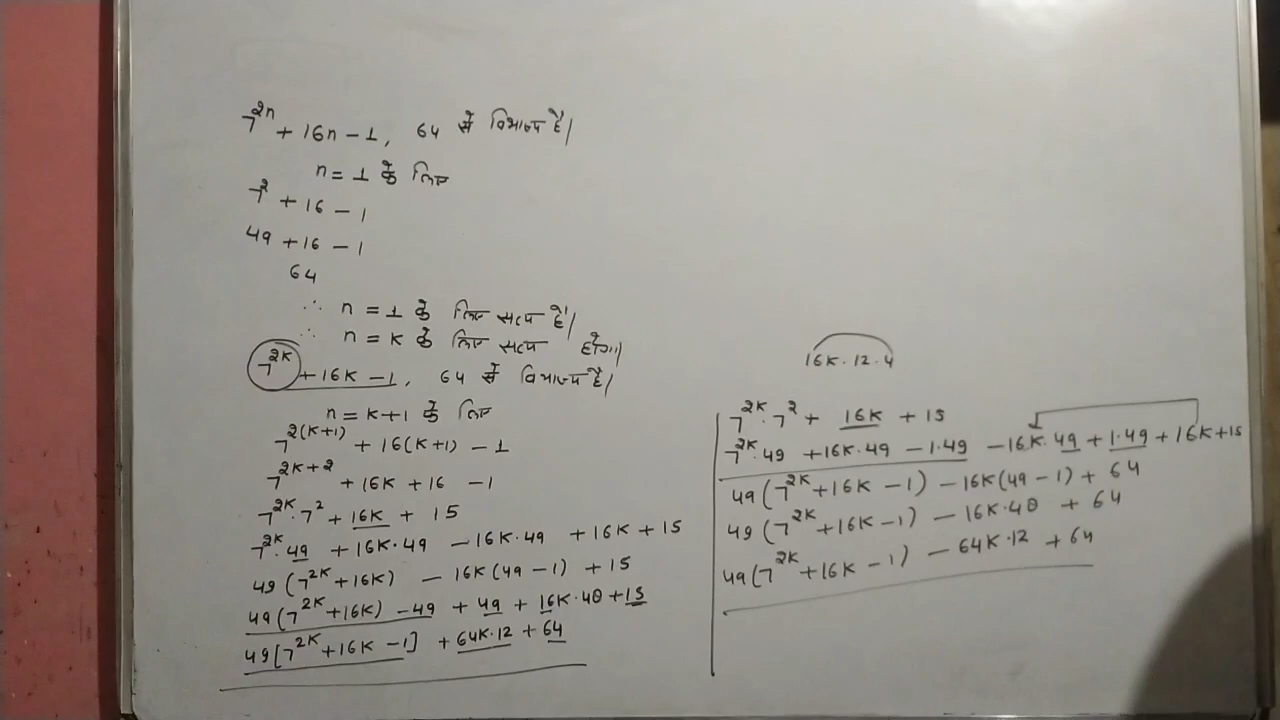 7^{2n} + 16n - 1, 64 से विभाज्य है।
n = 1 के लिए
7^2 + 16 - 1
49 + 16 - 1
64
∴ n = 1 के लिए सत्य है।
∴ n = K के लिए सत्य होगा।
7^{2K} + 16K - 1, 64 से विभाज्य है।
n = K+1 के लिए
7^{2(K+1)} + 16(K+1) - 1
7^{2K+2} + 16K + 16 - 1
7^{2K}·7^2 + 16K + 15
7^{2K}·49 + 16K·49 - 16K·49 + 16K + 15
49(7^{2K} + 16K) - 16K(49 - 1) + 15
49(7^{2K} + 16K) - 49 + 49 + 16K·48 + 15
49[7^{2K} + 16K - 1] + 64K·12 + 64
16K·12·4
7^{2K}·7^2 + 16K + 15
7^{2K}·49 + 16K·49 - 1·49 - 16K·49 + 1·49 + 16K + 15
49(7^{2K} + 16K - 1) - 16K(49 - 1) + 64
49(7^{2K} + 16K - 1) - 16K·48 + 64
49(7^{2K} + 16K - 1) - 64K·12 + 64